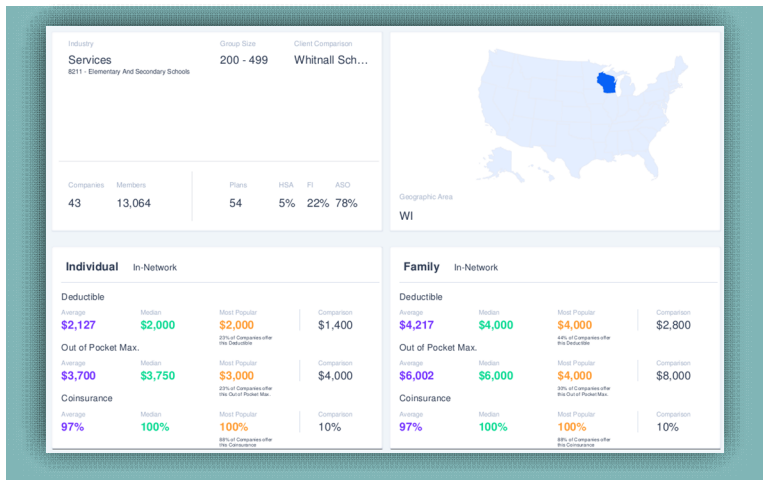 Industry Group Size Client Comparison
Services 200 - 499 Whitnall Sch...
8211 - Elementary And Secondary Schools
Companies Members Plans HSA FI ASO
43 13,064 54 5% 22% 78%
Geographic Area
WI
Individual In-Network
Deductible
Average Median Most Popular Comparison
$2,127 $2,000 $2,000 $1,400
23% of Companies offer
this Deductible
Out of Pocket Max.
Average Median Most Popular Comparison
$3,700 $3,750 $3,000 $4,000
23% of Companies offer
this Out of Pocket Max.
Coinsurance
Average Median Most Popular Comparison
97% 100% 100% 10%
88% of Companies offer
this Coinsurance
Family In-Network
Deductible
Average Median Most Popular Comparison
$4,217 $4,000 $4,000 $2,800
44% of Companies offer
this Deductible
Out of Pocket Max.
Average Median Most Popular Comparison
$6,002 $6,000 $4,000 $8,000
30% of Companies offer
this Out of Pocket Max.
Coinsurance
Average Median Most Popular Comparison
97% 100% 100% 10%
89% of Companies offer
this Coinsurance